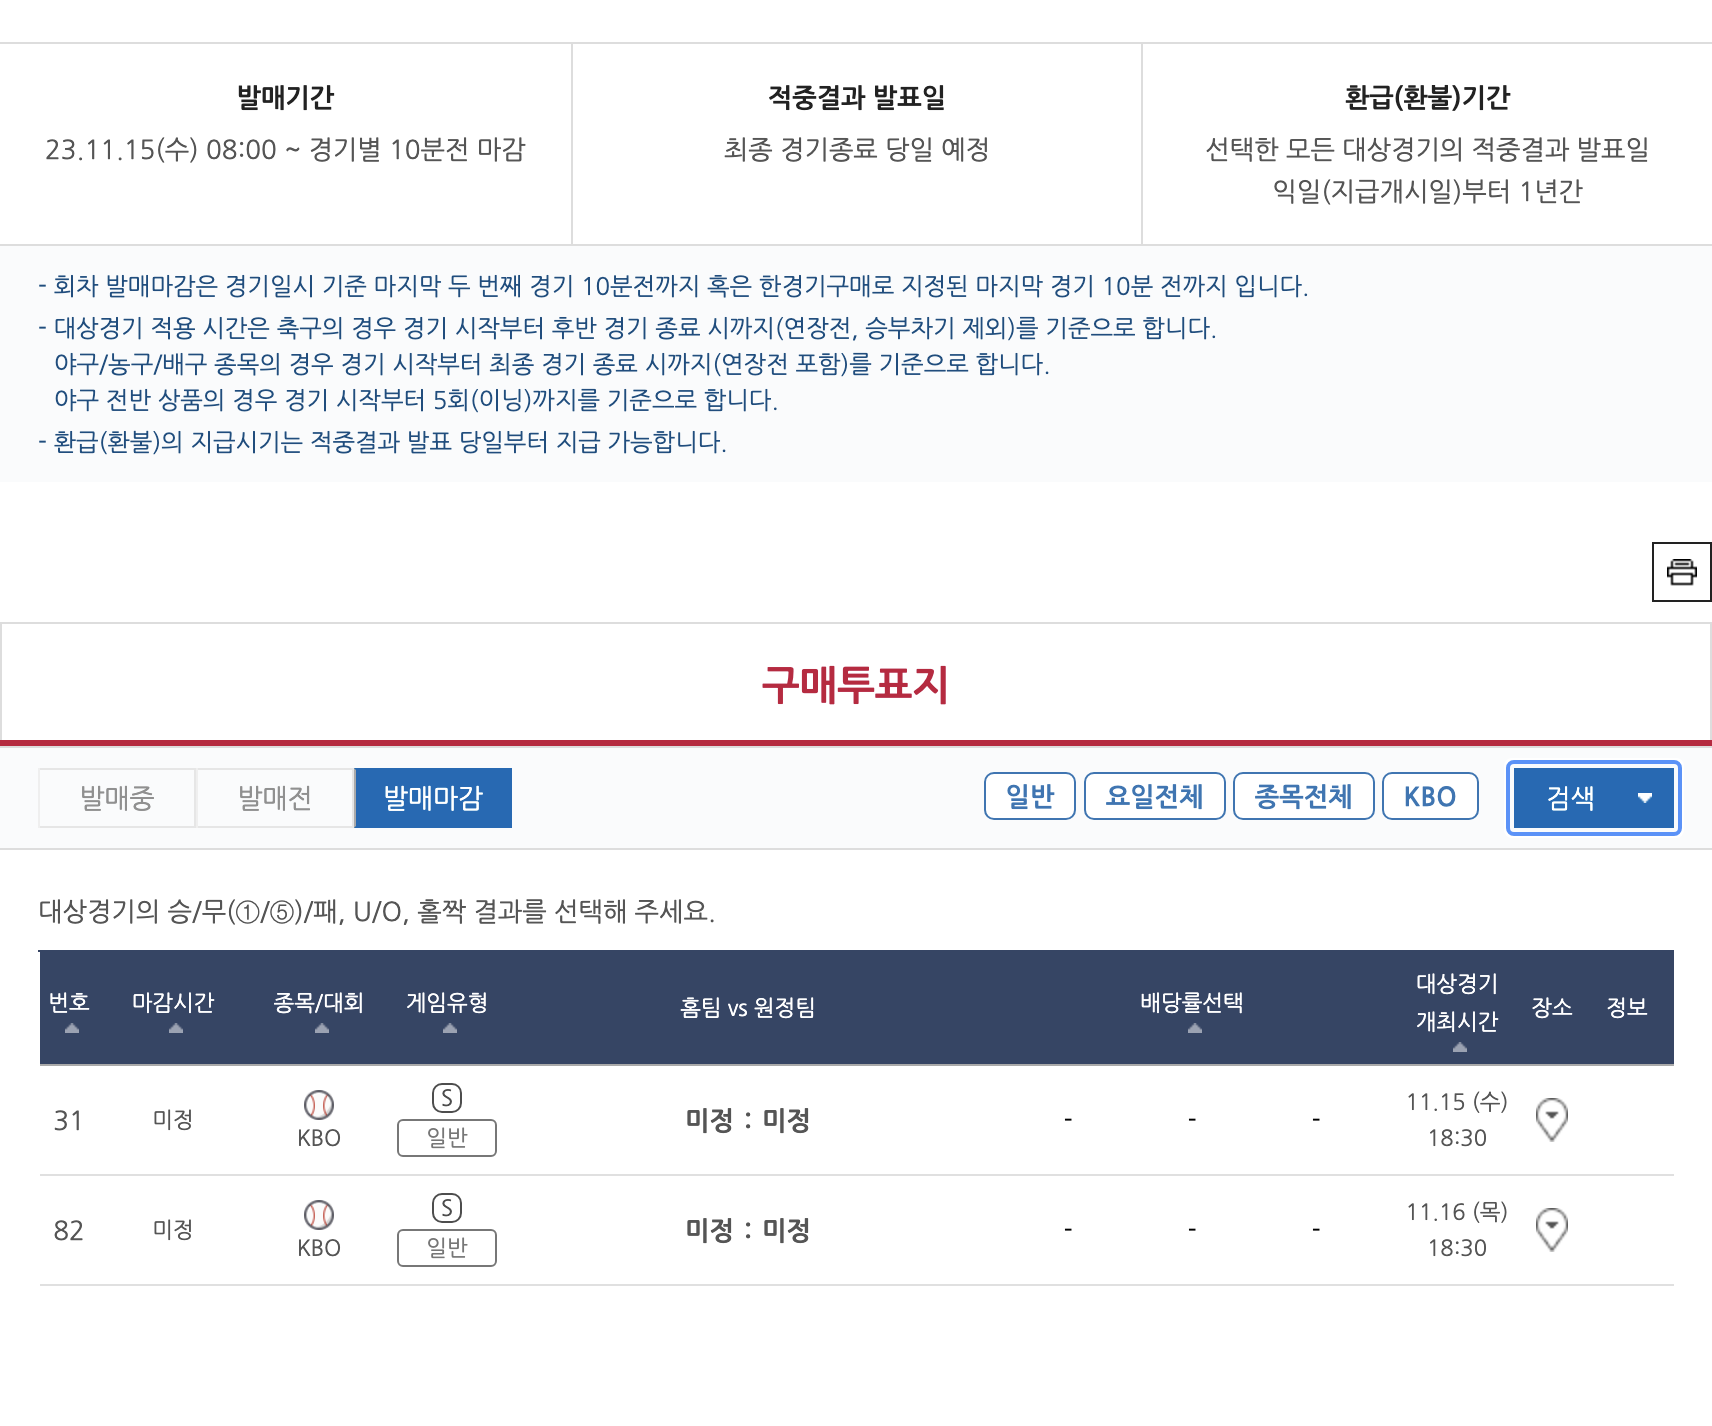 발매기간
23.11.15(수) 08:00 ~ 경기별 10분전 마감
적중결과 발표일
최종 경기종료 당일 예정
환급(환불)기간
선택한 모든 대상경기의 적중결과 발표일
익일(지급개시일)부터 1년간
- 회차 발매마감은 경기일시 기준 마지막 두 번째 경기 10분전까지 혹은 한경기구매로 지정된 마지막 경기 10분 전까지 입니다.
- 대상경기 적용 시간은 축구의 경우 경기 시작부터 후반 경기 종료 시까지(연장전, 승부차기 제외)를 기준으로 합니다.
야구/농구/배구 종목의 경우 경기 시작부터 최종 경기 종료 시까지(연장전 포함)를 기준으로 합니다.
야구 전반 상품의 경우 경기 시작부터 5회(이닝)까지를 기준으로 합니다.
- 환급(환불)의 지급시기는 적중결과 발표 당일부터 지급 가능합니다.
구매투표지
발매중 발매전 발매마감 일반 요일전체 종목전체 KBO 검색
대상경기의 승/무(①/⑤)/패, U/O, 홀짝 결과를 선택해 주세요.
번호 마감시간 종목/대회 게임유형 홈팀 vs 원정팀 배당률선택 대상경기 개최시간 장소 정보
31 미정 KBO S 일반 미정 : 미정 - - - 11.15 (수) 18:30
82 미정 KBO S 일반 미정 : 미정 - - - 11.16 (목) 18:30